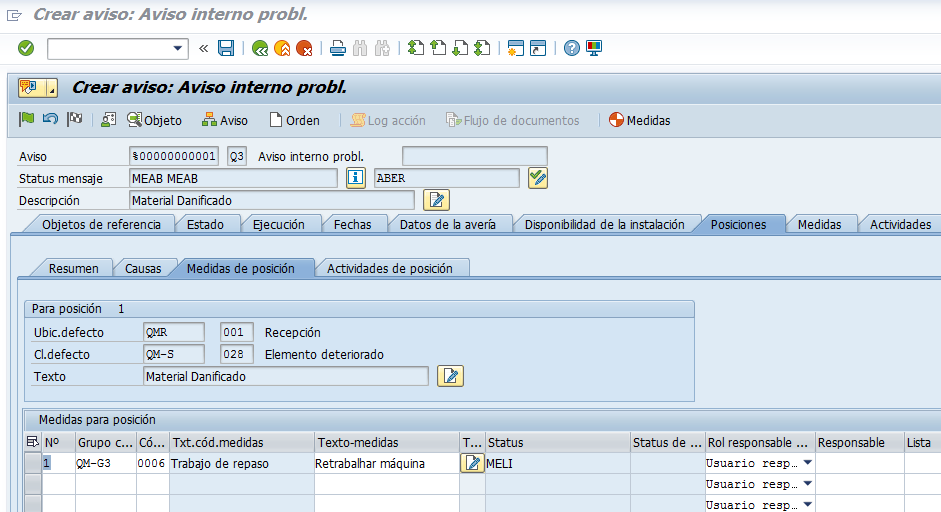 Crear aviso: Aviso interno probl.
Crear aviso: Aviso interno probl.
Objeto Aviso Orden Log acción Flujo de documentos Medidas
Aviso %00000000001 Q3 Aviso interno probl.
Status mensaje MEAB MEAB ABER
Descripción Material Danificado
Objetos de referencia Estado Ejecución Fechas Datos de la avería Disponibilidad de la instalación Posiciones Medidas Actividades
Resumen Causas Medidas de posición Actividades de posición
Para posición 1
Ubic.defecto QMR 001 Recepción
Cl.defecto QM-S 028 Elemento deteriorado
Texto Material Danificado
Medidas para posición
Nº Grupo c... Có... Txt.cód.medidas Texto-medidas T... Status Status de ... Rol responsable ... Responsable Lista
1 QM-G3 0006 Trabajo de repaso Retrabalhar máquina MELI Usuario resp…
Usuario resp…
Usuario resp…